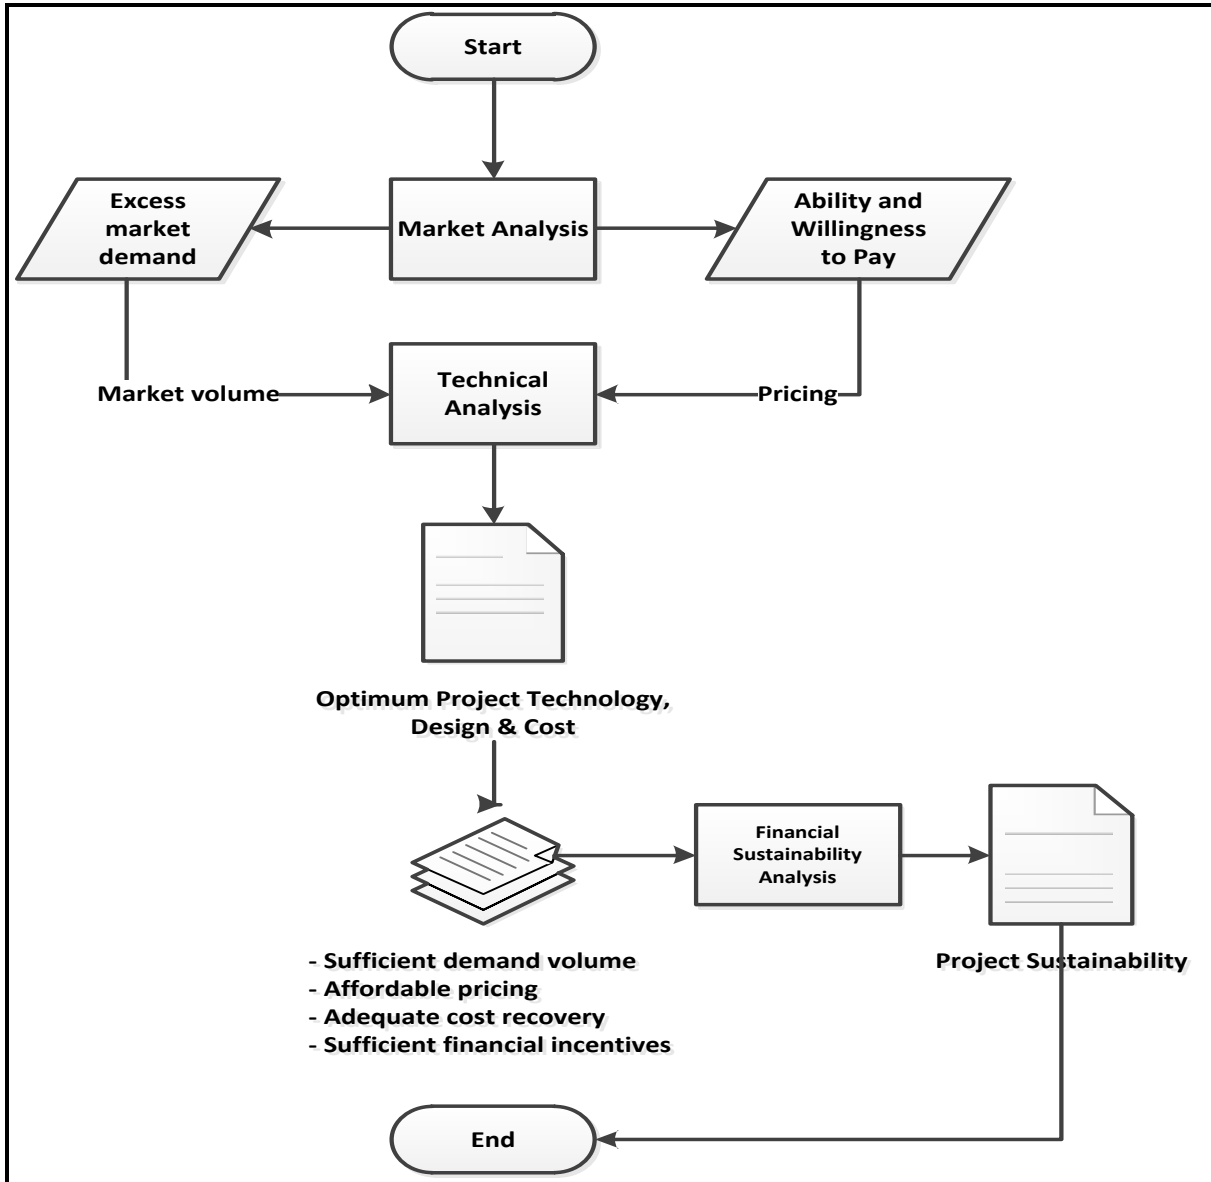 Start
Excess
market
demand
Market Analysis
Ability and
Willingness
to Pay
Market volume
Technical
Analysis
Pricing
Optimum Project Technology,
Design & Cost
Financial
Sustainability
Analysis
- Sufficient demand volume
- Affordable pricing
- Adequate cost recovery
- Sufficient financial incentives
Project Sustainability
End